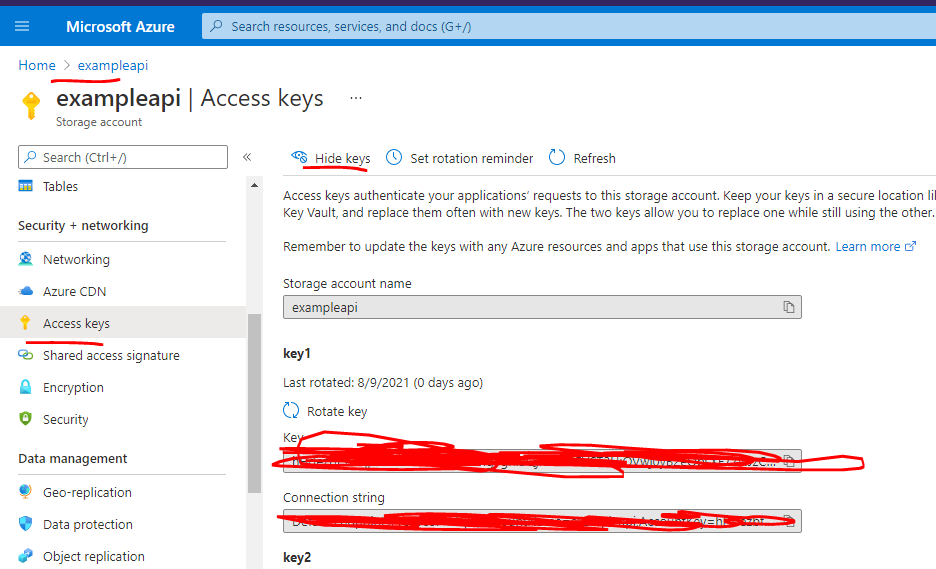 Microsoft Azure
Search resources, services, and docs (G+/)
Home > exampleapi
exampleapi | Access keys ...
Storage account
Search (Ctrl+/)
«
Tables
Security + networking
Networking
Azure CDN
Access keys
Shared access signature
Encryption
Security
Data management
Geo-replication
Data protection
Object replication
Hide keys
Set rotation reminder
Refresh
Access keys authenticate your applications' requests to this storage account. Keep your keys in a secure location li
Key Vault, and replace them often with new keys. The two keys allow you to replace one while still using the other.
Remember to update the keys with any Azure resources and apps that use this storage account. Learn more
Storage account name
exampleapi
key1
Last rotated: 8/9/2021 (0 days ago)
Rotate key
Key
Connection string
key2